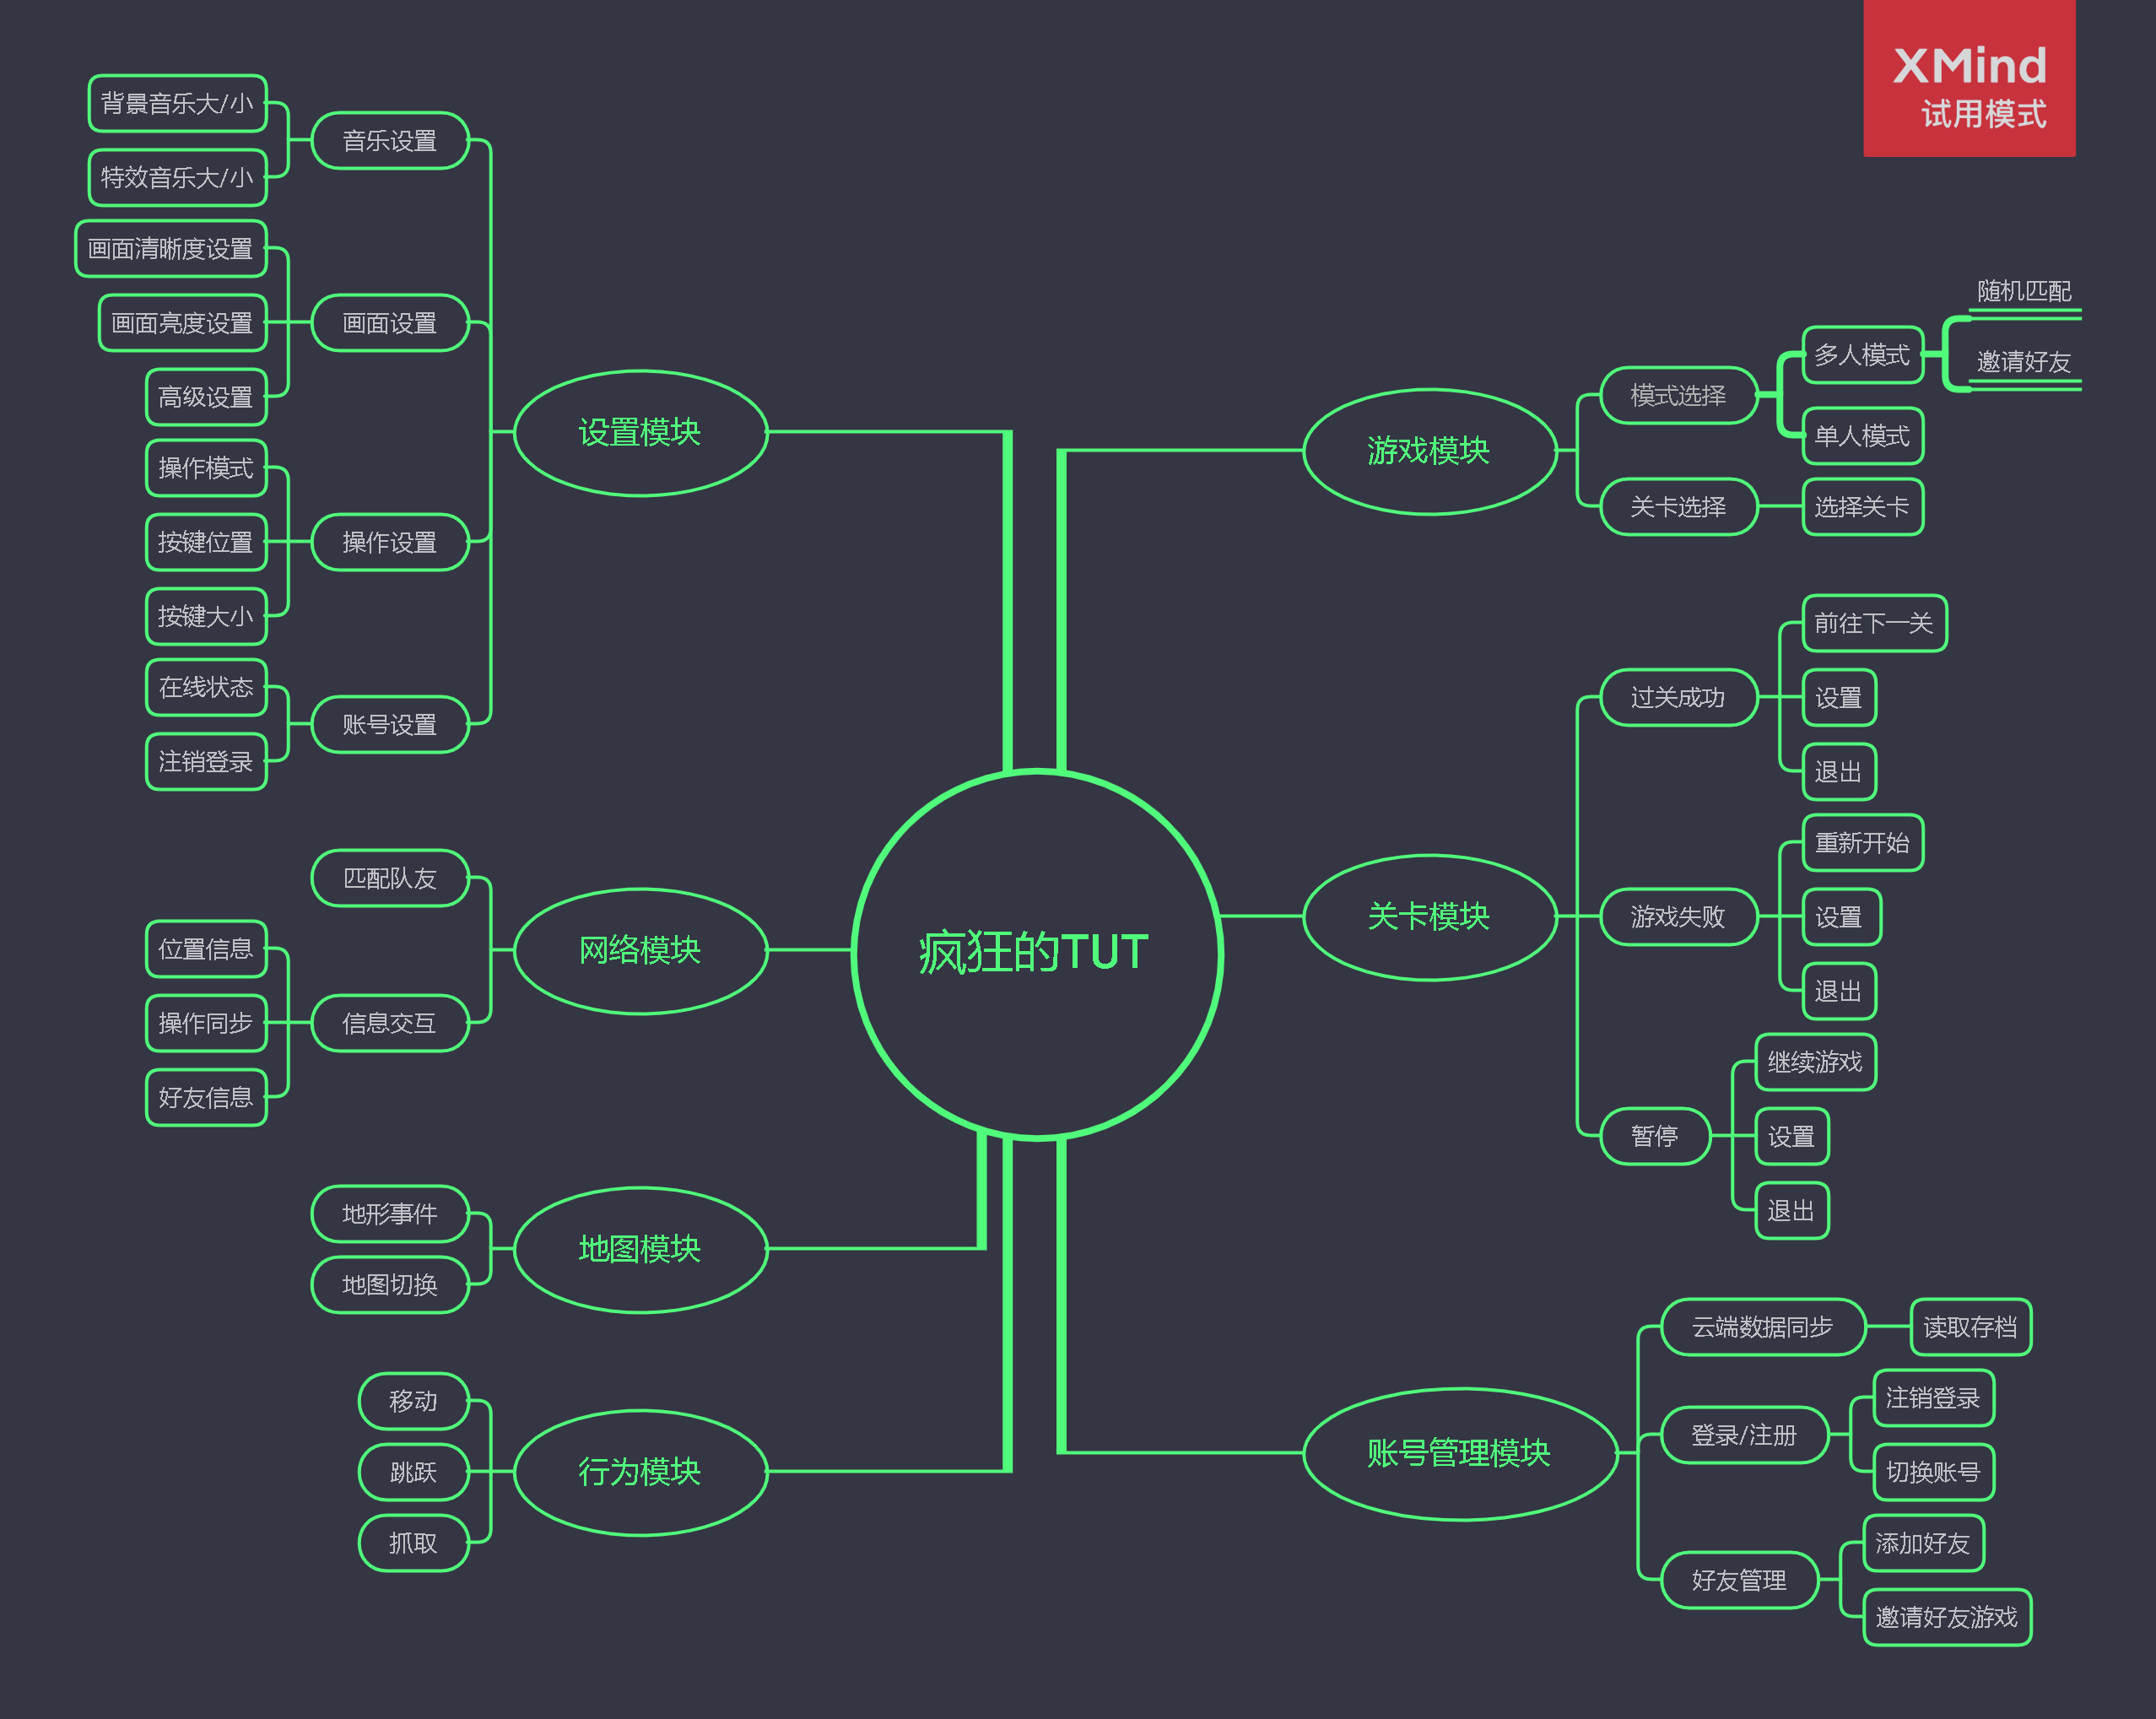 XMind
试用模式
疯狂的TUT
游戏模块
模式选择
多人模式
随机匹配
邀请好友
单人模式
关卡选择
选择关卡
关卡模块
过关成功
前往下一关
设置
退出
游戏失败
重新开始
设置
退出
暂停
继续游戏
设置
退出
账号管理模块
云端数据同步
读取存档
登录/注册
注销登录
切换账号
好友管理
添加好友
邀请好友游戏
设置模块
音乐设置
背景音乐大/小
特效音乐大/小
画面设置
画面清晰度设置
画面亮度设置
高级设置
操作设置
操作模式
按键位置
按键大小
账号设置
在线状态
注销登录
网络模块
匹配队友
信息交互
位置信息
操作同步
好友信息
地图模块
地形事件
地图切换
行为模块
移动
跳跃
抓取